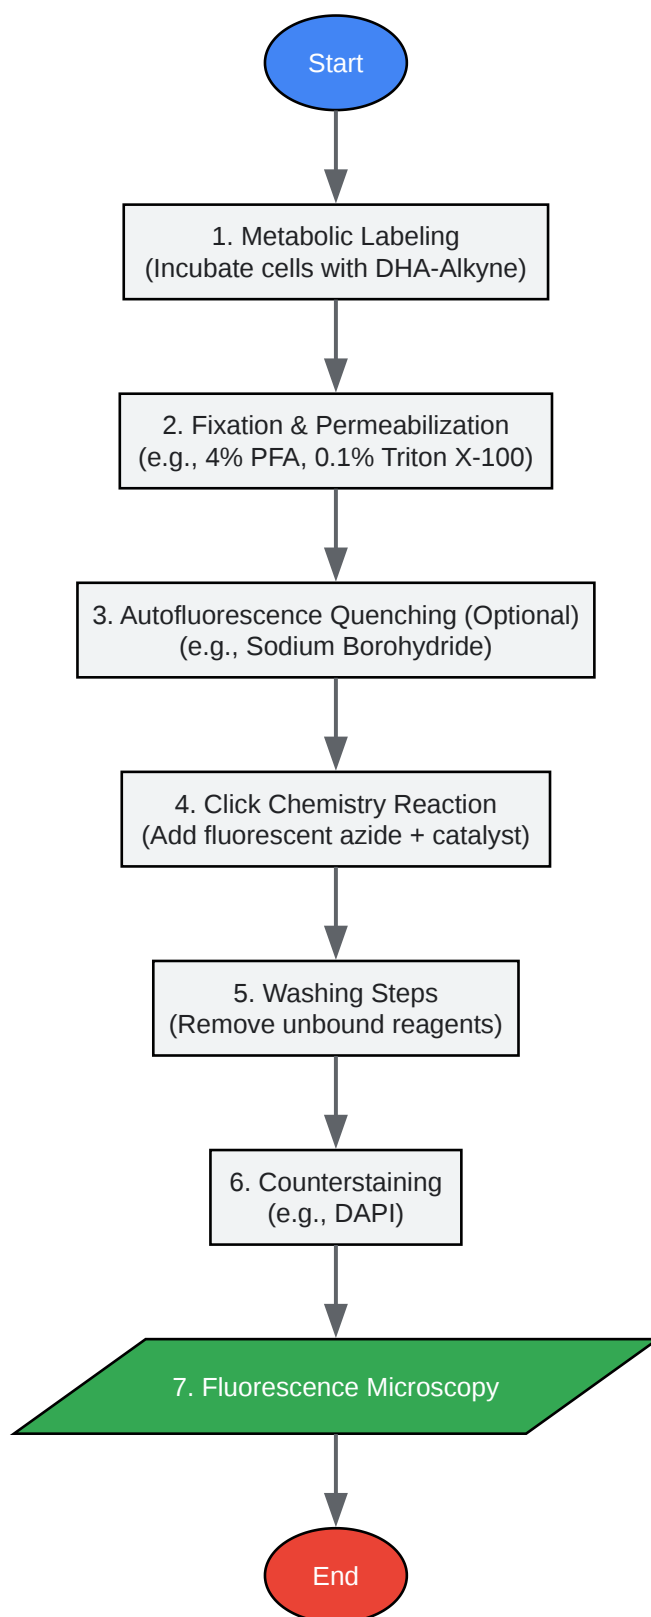 Start
1. Metabolic Labeling
(Incubate cells with DHA-Alkyne)
2. Fixation & Permeabilization
(e.g., 4% PFA, 0.1% Triton X-100)
3. Autofluorescence Quenching (Optional)
(e.g., Sodium Borohydride)
4. Click Chemistry Reaction
(Add fluorescent azide + catalyst)
5. Washing Steps
(Remove unbound reagents)
6. Counterstaining
(e.g., DAPI)
7. Fluorescence Microscopy
End